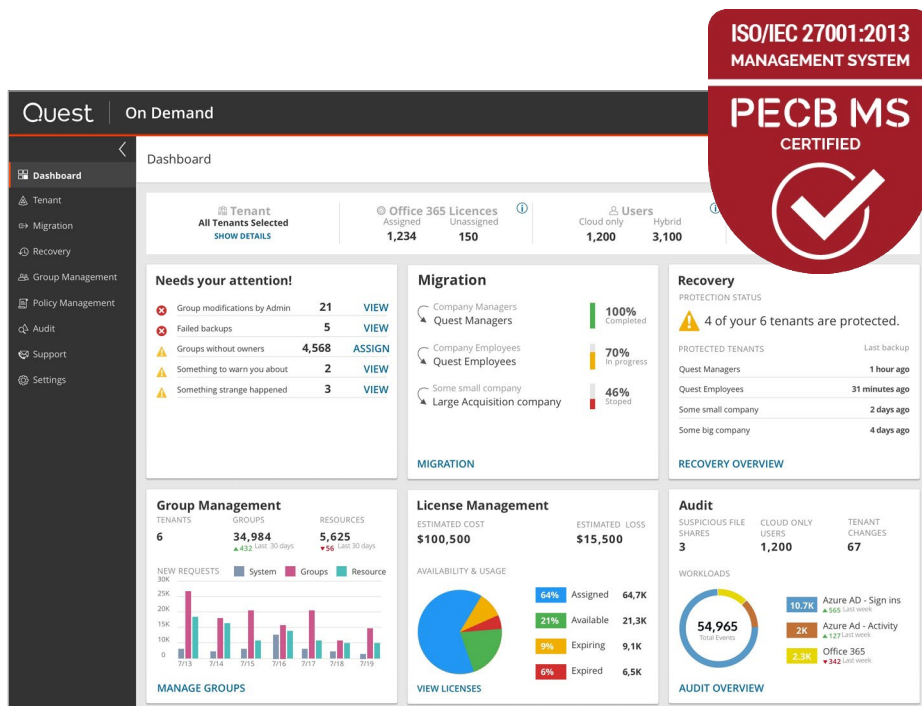 ISO/IEC 27001:2013
MANAGEMENT SYSTEM
PECB MS
CERTIFIED
Quest On Demand
Dashboard
Tenant
Migration
Recovery
Group Management
Policy Management
Audit
Support
Settings
Dashboard
Tenant
All Tenants Selected
SHOW DETAILS
Office 365 Licences
Assigned Unassigned
1,234 150
Users
Cloud only Hybrid
1,200 3,100
Needs your attention!
Group modifications by Admin 21 VIEW
Failed backups 5 VIEW
Groups without owners 4,568 ASSIGN
Something to warn you about 2 VIEW
Something strange happened 3 VIEW
Migration
Company Managers
Quest Managers
100%
Completed
Company Employees
Quest Employees
70%
In progress
Some small company
Large Acquisition company
46%
Stoped
MIGRATION
Recovery
PROTECTION STATUS
4 of your 6 tenants are protected.
PROTECTED TENANTS Last backup
Quest Managers 1 hour ago
Quest Employees 31 minutes ago
Some small company 2 days ago
Some big company 4 days ago
RECOVERY OVERVIEW
Group Management
TENANTS GROUPS RESOURCES
6 34,984 5,625
▲432 Last 30 days ▼56 Last 30 days
NEW REQUESTS System Groups Resource
30K
25K
20K
15K
10K
0
7/13 7/14 7/15 7/16 7/17 7/18 7/19
MANAGE GROUPS
License Management
ESTIMATED COST ESTIMATED LOSS
$100,500 $15,500
AVAILABILITY & USAGE
64% Assigned 64,7K
21% Available 21,3K
9% Expiring 9,1K
6% Expired 6,5K
VIEW LICENSES
Audit
SUSPICIOUS FILE SHARES CLOUD ONLY USERS TENANT CHANGES
3 1,200 67
WORKLOADS
54,965
Total Events
10.7K Azure AD - Sign ins
▲565 Last week
2K Azure Ad - Activity
▲127 Last week
2.3K Office 365
▼342 Last week
AUDIT OVERVIEW